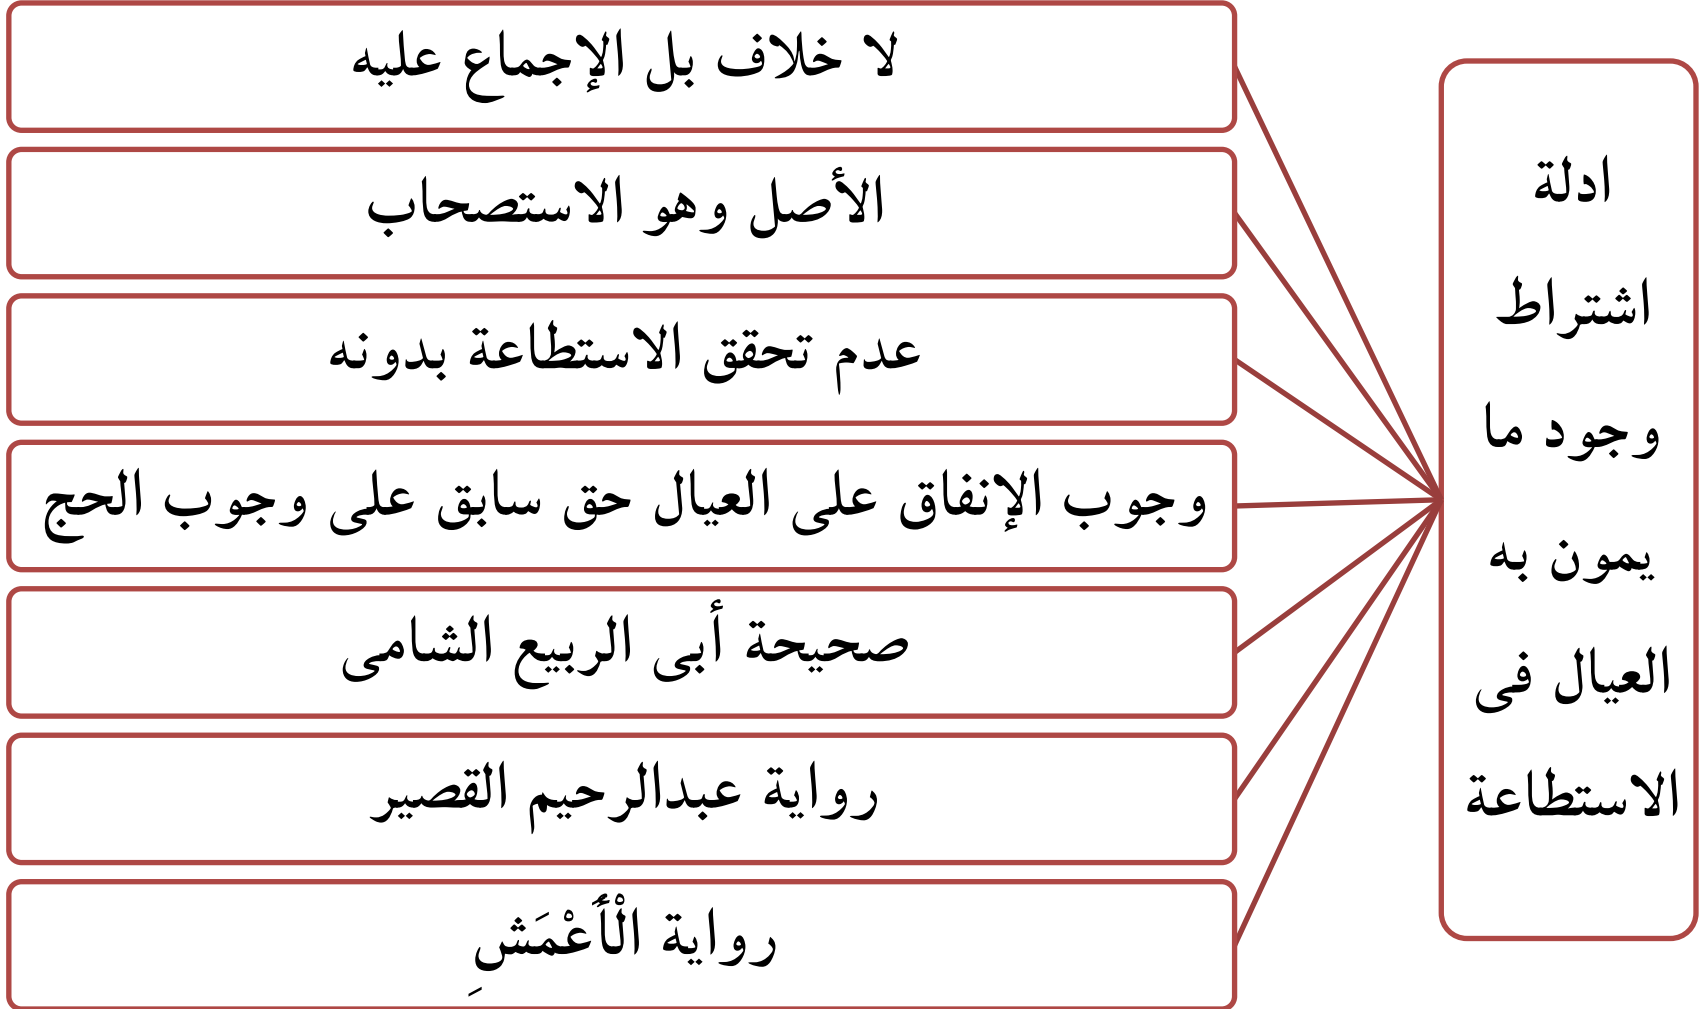 ادلة
اشتراط
وجود ما
يمون به
العيال فى
الاستطاعة
لا خلاف بل الإجماع عليه
الأصل وهو الاستصحاب
عدم تحقق الاستطاعة بدونه
وجوب الإنفاق على العيال حق سابق على وجوب الحج
صحيحة أبى الربيع الشامى
رواية عبدالرحيم القصير
رواية الْأَعْمَشِ